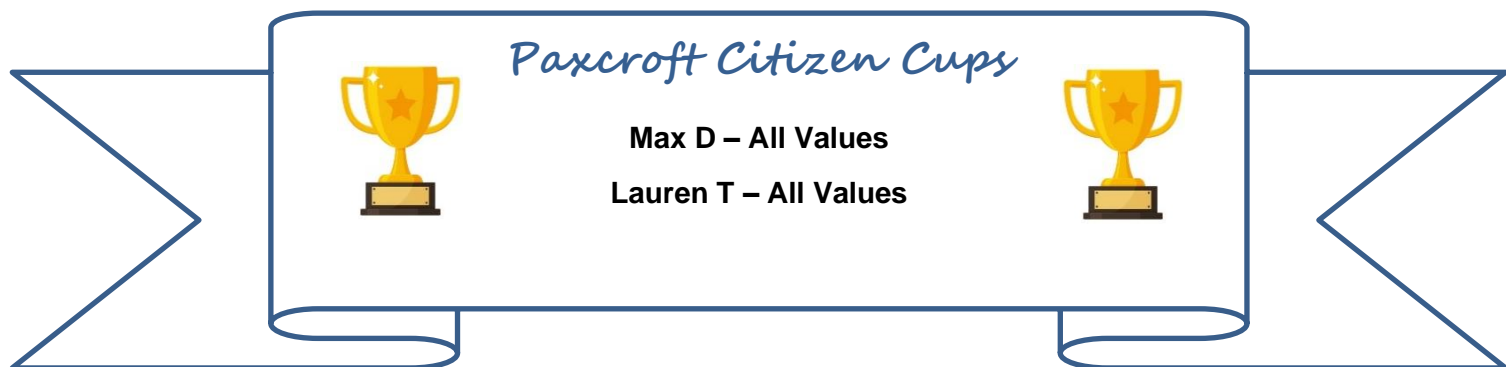 Paxcroft Citizen Cups
Max D – All Values
Lauren T – All Values